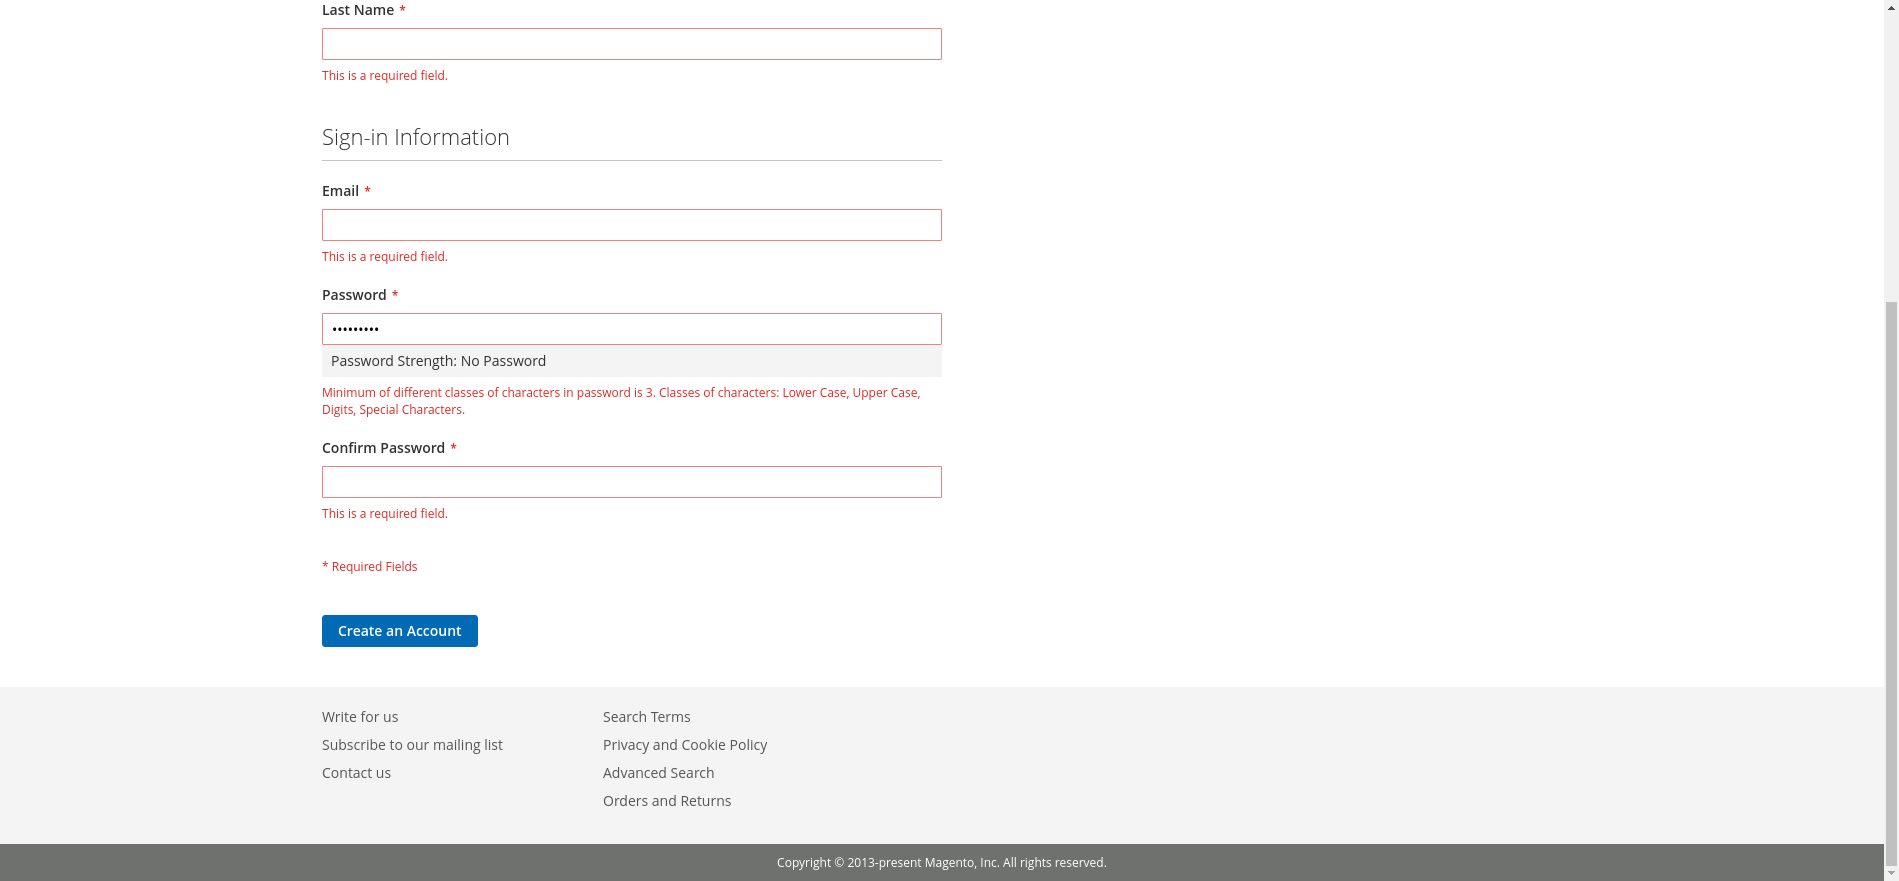 Last Name *
This is a required field.
Sign-in Information
Email *
This is a required field.
Password *
•••••••••
Password Strength: No Password
Minimum of different classes of characters in password is 3. Classes of characters: Lower Case, Upper Case,
Digits, Special Characters.
Confirm Password *
This is a required field.
* Required Fields
Create an Account
Write for us
Subscribe to our mailing list
Contact us
Search Terms
Privacy and Cookie Policy
Advanced Search
Orders and Returns
Copyright © 2013-present Magento, Inc. All rights reserved.